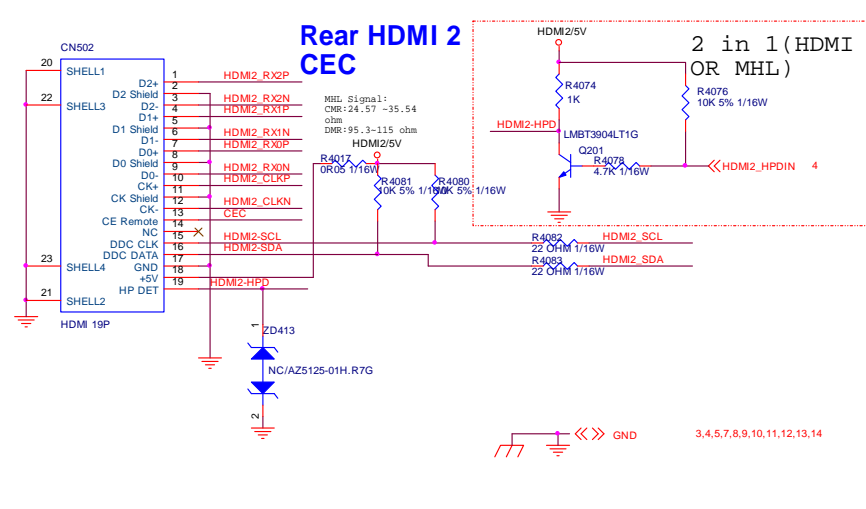 Rear HDMI 2
CEC
CN502
HDMI2/5V
2 in 1(HDMI
OR MHL)
20
SHELL1
22
SHELL3
23
SHELL4
21
SHELL2
HDMI 19P
D2+ 1 HDMI2_RX2P
D2 Shield 2
D2- 3 HDMI2_RX2N
D1+ 4 HDMI2_RX1P
D1 Shield 5
D1- 6 HDMI2_RX1N
D0+ 7 HDMI2_RX0P
D0 Shield 8
D0- 9 HDMI2_RX0N
CK+ 10 HDMI2_CLKP
CK Shield 11
CK- 12 HDMI2_CLKN
CE Remote 13 CEC
NC 14
DDC CLK 15 HDMI2-SCL
DDC DATA 16 HDMI2-SDA
GND 17
+5V 18
HP DET 19 HDMI2-HPD
MHL Signal:
CMR:24.57 ~35.54
ohm
DMR:95.3~115 ohm
HDMI2/5V
R4017
0R05 1/16W
R4081
10K 5% 1/16W
R4080
10K 5% 1/16W
R4074
1K
R4076
10K 5% 1/16W
HDMI2-HPD
LMBT3904LT1G
Q201
R4078
4.7K 1/16W
HDMI2_HPDIN 4
R4082 HDMI2_SCL
22 OHM 1/16W
R4083 HDMI2_SDA
22 OHM 1/16W
1
ZD413
NC/AZ5125-01H.R7G
2
GND 3,4,5,7,8,9,10,11,12,13,14